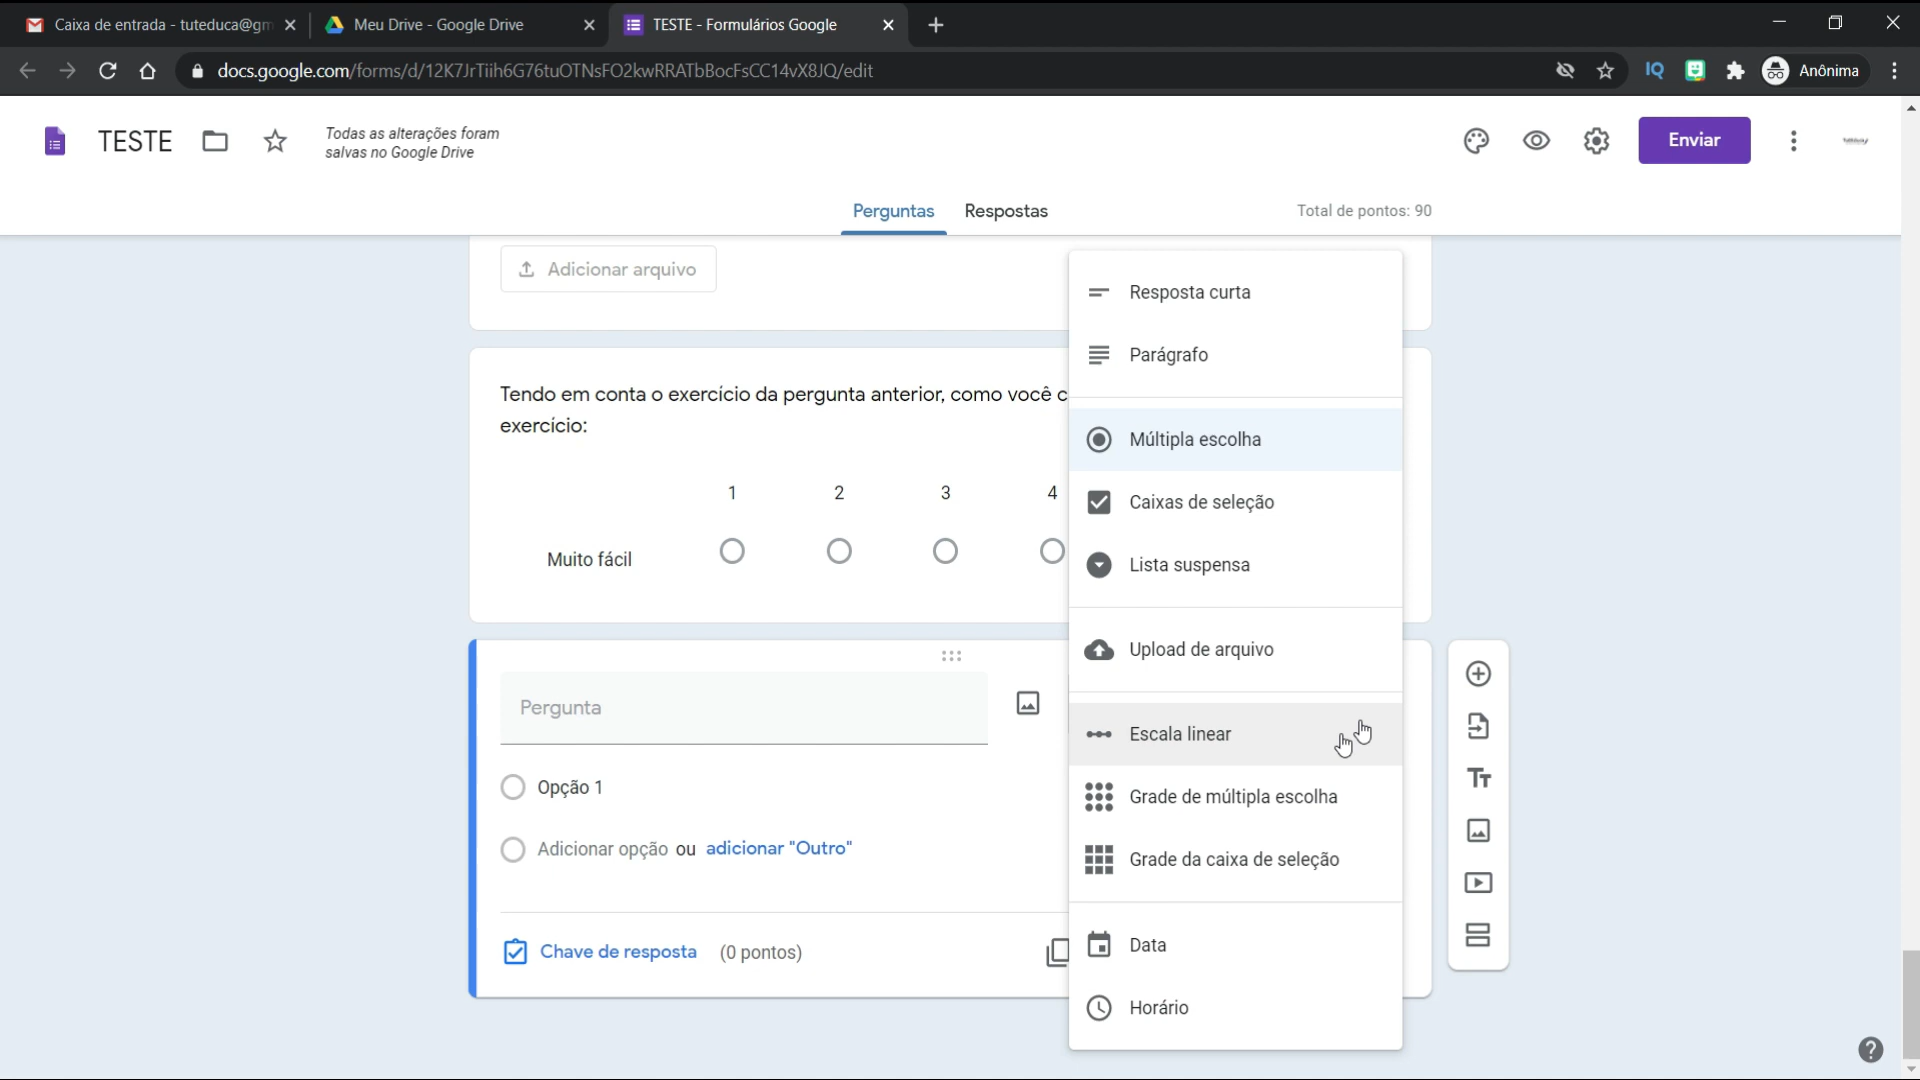 Caixa de entrada - tuteduca@gm
Meu Drive - Google Drive
TESTE - Formulários Google
docs.google.com/forms/d/12K7JrTiih6G76tuOTNsFO2kwRRATbBocFsCC14vX8JQ/edit
IQ
Anônima
TESTE
Todas as alterações foram
salvas no Google Drive
Enviar
Perguntas
Respostas
Total de pontos: 90
Adicionar arquivo
Tendo em conta o exercício da pergunta anterior, como você c
exercício:
1 2 3 4
Muito fácil
Pergunta
Opção 1
Adicionar opção ou adicionar "Outro"
Chave de resposta (0 pontos)
Resposta curta
Parágrafo
Múltipla escolha
Caixas de seleção
Lista suspensa
Upload de arquivo
Escala linear
Grade de múltipla escolha
Grade da caixa de seleção
Data
Horário
Tт